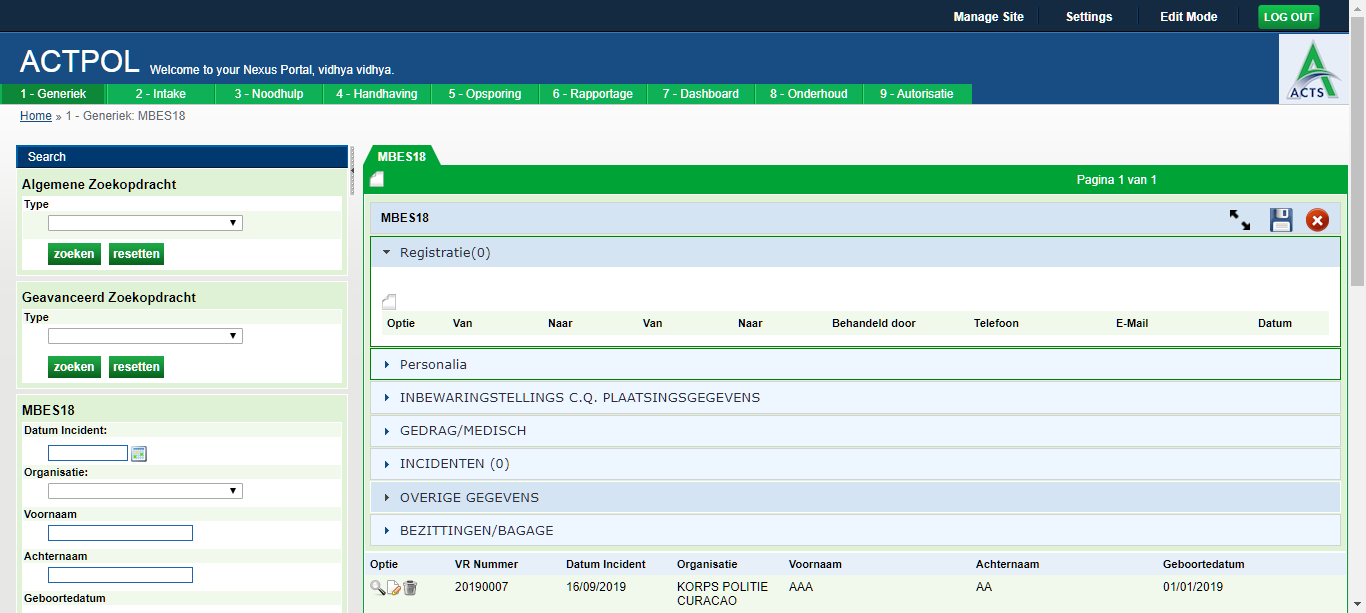 Manage Site Settings Edit Mode LOG OUT
ACTPOL Welcome to your Nexus Portal, vidhya vidhya.
ACTS
1 - Generiek 2 - Intake 3 - Noodhulp 4 - Handhaving 5 - Opsporing 6 - Rapportage 7 - Dashboard 8 - Onderhoud 9 - Autorisatie
Home » 1 - Generiek: MBES18
Search
Algemene Zoekopdracht
Type
zoeken resetten
Geavanceerd Zoekopdracht
Type
zoeken resetten
MBES18
Datum Incident:
Organisatie:
Voornaam
Achternaam
Geboortedatum
MBES18
Pagina 1 van 1
MBES18
Registratie(0)
Optie Van Naar Van Naar Behandeld door Telefoon E-Mail Datum
Personalia
INBEWARINGSTELLINGS C.Q. PLAATSINGSGEGEVENS
GEDRAG/MEDISCH
INCIDENTEN (0)
OVERIGE GEGEVENS
BEZITTINGEN/BAGAGE
Optie VR Nummer Datum Incident Organisatie Voornaam Achternaam Geboortedatum
20190007 16/09/2019 KORPS POLITIE AAA AA 01/01/2019
CURACAO